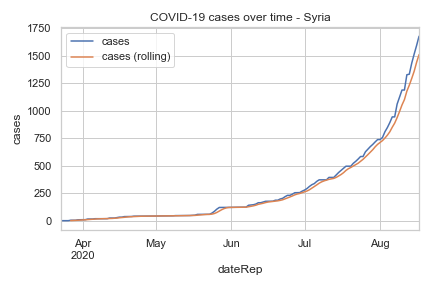 COVID-19 cases over time - Syria
cases
cases (rolling)
1750
1500
1250
1000
750
500
250
0
cases
Apr
2020
May
Jun
Jul
Aug
dateRep